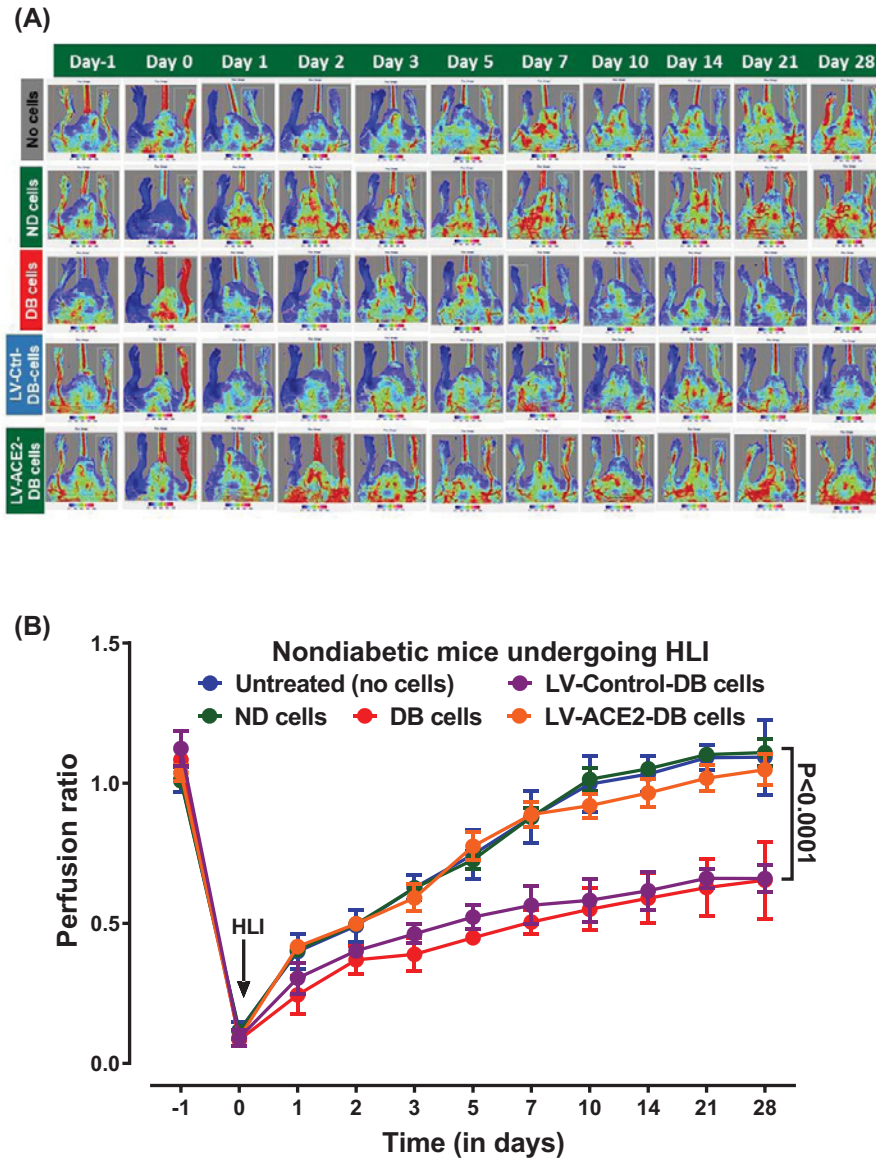 (A)
Day-1 Day 0 Day 1 Day 2 Day 3 Day 5 Day 7 Day 10 Day 14 Day 21 Day 28
No cells
ND cells
DB cells
LV-Ctrl-
DB-cells
LV-ACE2-
DB cells
(B)
Nondiabetic mice undergoing HLI
Untreated (no cells) LV-Control-DB cells
ND cells DB cells LV-ACE2-DB cells
1.5
1.0
0.5
0.0
Perfusion ratio
HLI
P<0.0001
-1 0 1 2 3 5 7 10 14 21 28
Time (in days)